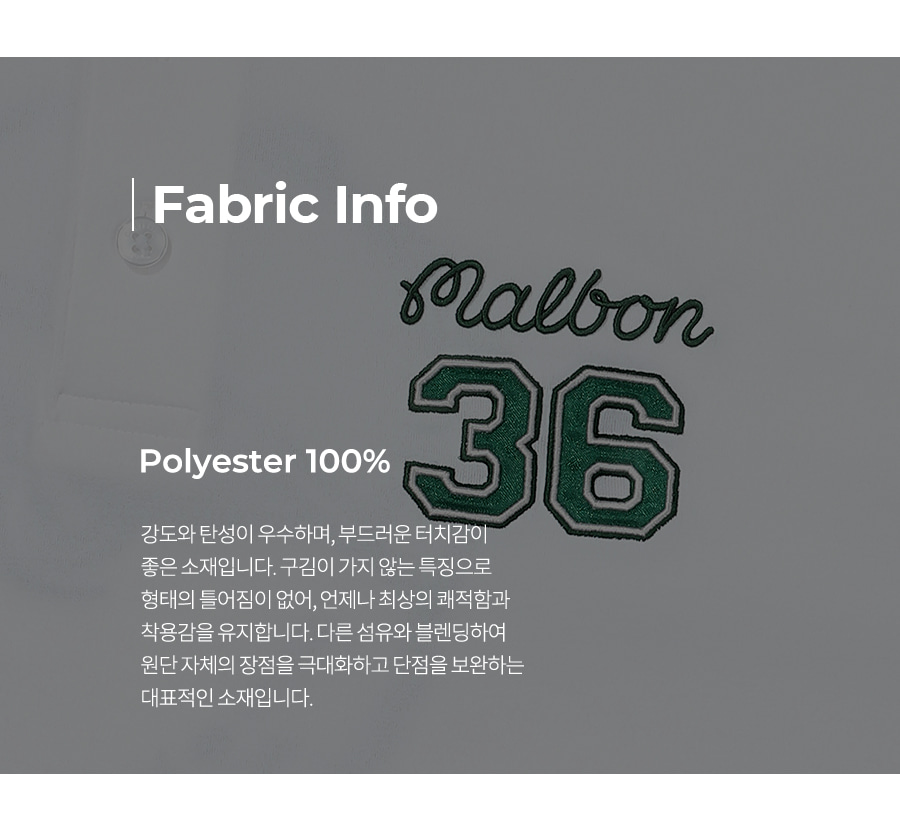 Fabric Info
Malbon
36
Polyester 100%
강도와 탄성이 우수하며, 부드러운 터치감이
좋은 소재입니다. 구김이 가지 않는 특징으로
형태의 틀어짐이 없어, 언제나 최상의 쾌적함과
착용감을 유지합니다. 다른 섬유와 블렌딩하여
원단 자체의 장점을 극대화하고 단점을 보완하는
대표적인 소재입니다.